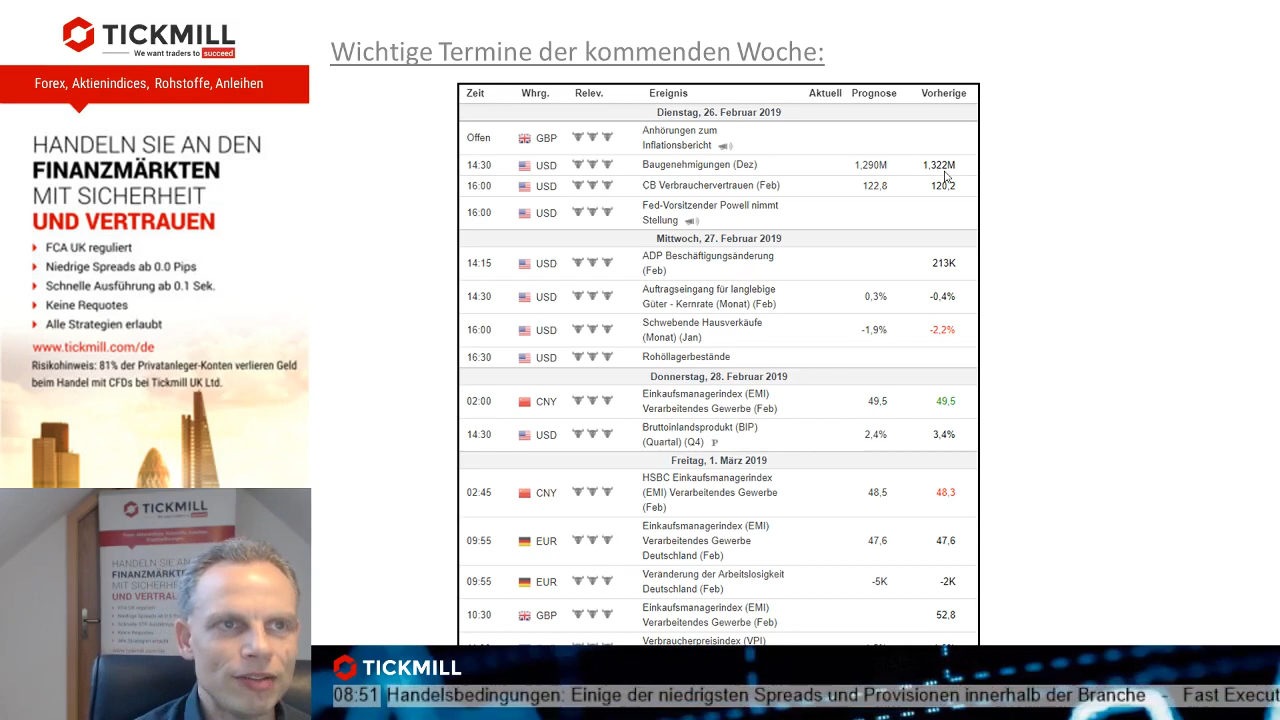 TICKMILL
We want traders to succeed
Forex, Aktienindices, Rohstoffe, Anleihen
HANDELN SIE AN DEN
FINANZMÄRKTEN
MIT SICHERHEIT
UND VERTRAUEN
FCA UK reguliert
Niedrige Spreads ab 0.0 Pips
Schnelle Ausführung ab 0.1 Sek.
Keine Requotes
Alle Strategien erlaubt
www.tickmill.com/de
Risikohinweis: 81% der Privatanleger-Konten verlieren Geld
beim Handel mit CFDs bei Tickmill UK Ltd.
Wichtige Termine der kommenden Woche:
Zeit Whrg. Relev. Ereignis Aktuell Prognose Vorherige
Dienstag, 26. Februar 2019
Offen GBP Anhörungen zum
Inflationsbericht
14:30 USD Baugenehmigungen (Dez) 1,290M 1,322M
16:00 USD CB Verbrauchervertrauen (Feb) 122,8 120,2
16:00 USD Fed-Vorsitzender Powell nimmt
Stellung
Mittwoch, 27. Februar 2019
14:15 USD ADP Beschäftigungsänderung
(Feb) 213K
14:30 USD Auftragseingang für langlebige
Güter - Kernrate (Monat) (Feb) 0,3% -0,4%
16:00 USD Schwebende Hausverkäufe
(Monat) (Jan) -1,9% -2,2%
16:30 USD Rohöllagerbestände
Donnerstag, 28. Februar 2019
02:00 CNY Einkaufsmanagerindex (EMI)
Verarbeitendes Gewerbe (Feb) 49,5 49,5
14:30 USD Bruttoinlandsprodukt (BIP)
(Quartal) (Q4) P 2,4% 3,4%
Freitag, 1. März 2019
02:45 CNY HSBC Einkaufsmanagerindex
(EMI) Verarbeitendes Gewerbe
(Feb) 48,5 48,3
09:55 EUR Einkaufsmanagerindex (EMI)
Verarbeitendes Gewerbe
Deutschland (Feb) 47,6 47,6
09:55 EUR Veränderung der Arbeitslosigkeit
Deutschland (Feb) -5K -2K
10:30 GBP Einkaufsmanagerindex (EMI)
Verarbeitendes Gewerbe (Feb) 52,8
Verbraucherpreisindex (VPI)
TICKMILL
HANDELN SIE AN
FINANZMÄRKTE
MIT SICHERHE
UND VERTRAU
TICKMILL
08:51 Handelsbedingungen: Einige der niedrigsten Spreads und Provisionen innerhalb der Branche - Fast Execut